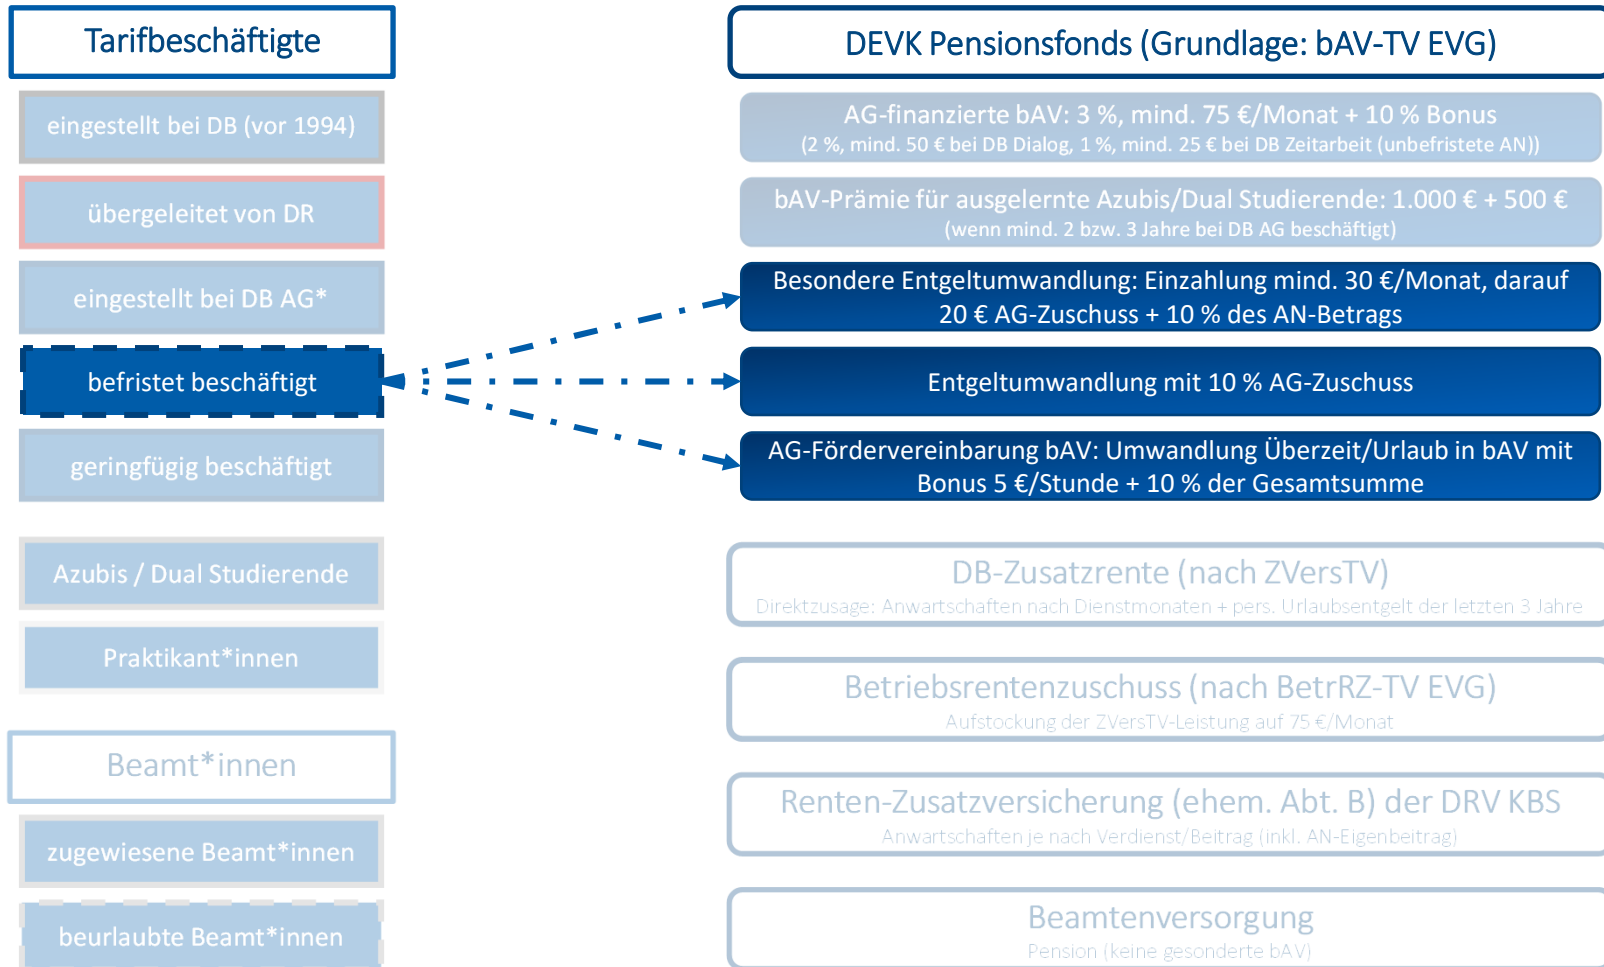 Tarifbeschäftigte
eingestellt bei DB (vor 1994)
übergeleitet von DR
eingestellt bei DB AG*
befristet beschäftigt
geringfügig beschäftigt
Azubis / Dual Studierende
Praktikant*innen
Beamt*innen
zugewiesene Beamt*innen
beurlaubte Beamt*innen
DEVK Pensionsfonds (Grundlage: bAV-TV EVG)
AG-finanzierte bAV: 3 %, mind. 75 €/Monat + 10 % Bonus
(2 %, mind. 50 € bei DB Dialog, 1 %, mind. 25 € bei DB Zeitarbeit (unbefristete AN))
bAV-Prämie für ausgelernte Azubis/Dual Studierende: 1.000 € + 500 €
(wenn mind. 2 bzw. 3 Jahre bei DB AG beschäftigt)
Besondere Entgeltumwandlung: Einzahlung mind. 30 €/Monat, darauf
20 € AG-Zuschuss + 10 % des AN-Betrags
Entgeltumwandlung mit 10 % AG-Zuschuss
AG-Fördervereinbarung bAV: Umwandlung Überzeit/Urlaub in bAV mit
Bonus 5 €/Stunde + 10 % der Gesamtsumme
DB-Zusatzrente (nach ZVersTV)
Direktzusage: Anwartschaften nach Dienstmonaten + pers. Urlaubsentgelt der letzten 3 Jahre
Betriebsrentenzuschuss (nach BetrRZ-TV EVG)
Aufstockung der ZVersTV-Leistung auf 75 €/Monat
Renten-Zusatzversicherung (ehem. Abt. B) der DRV KBS
Anwartschaften je nach Verdienst/Beitrag (inkl. AN-Eigenbeitrag)
Beamtenversorgung
Pension (keine gesonderte bAV)